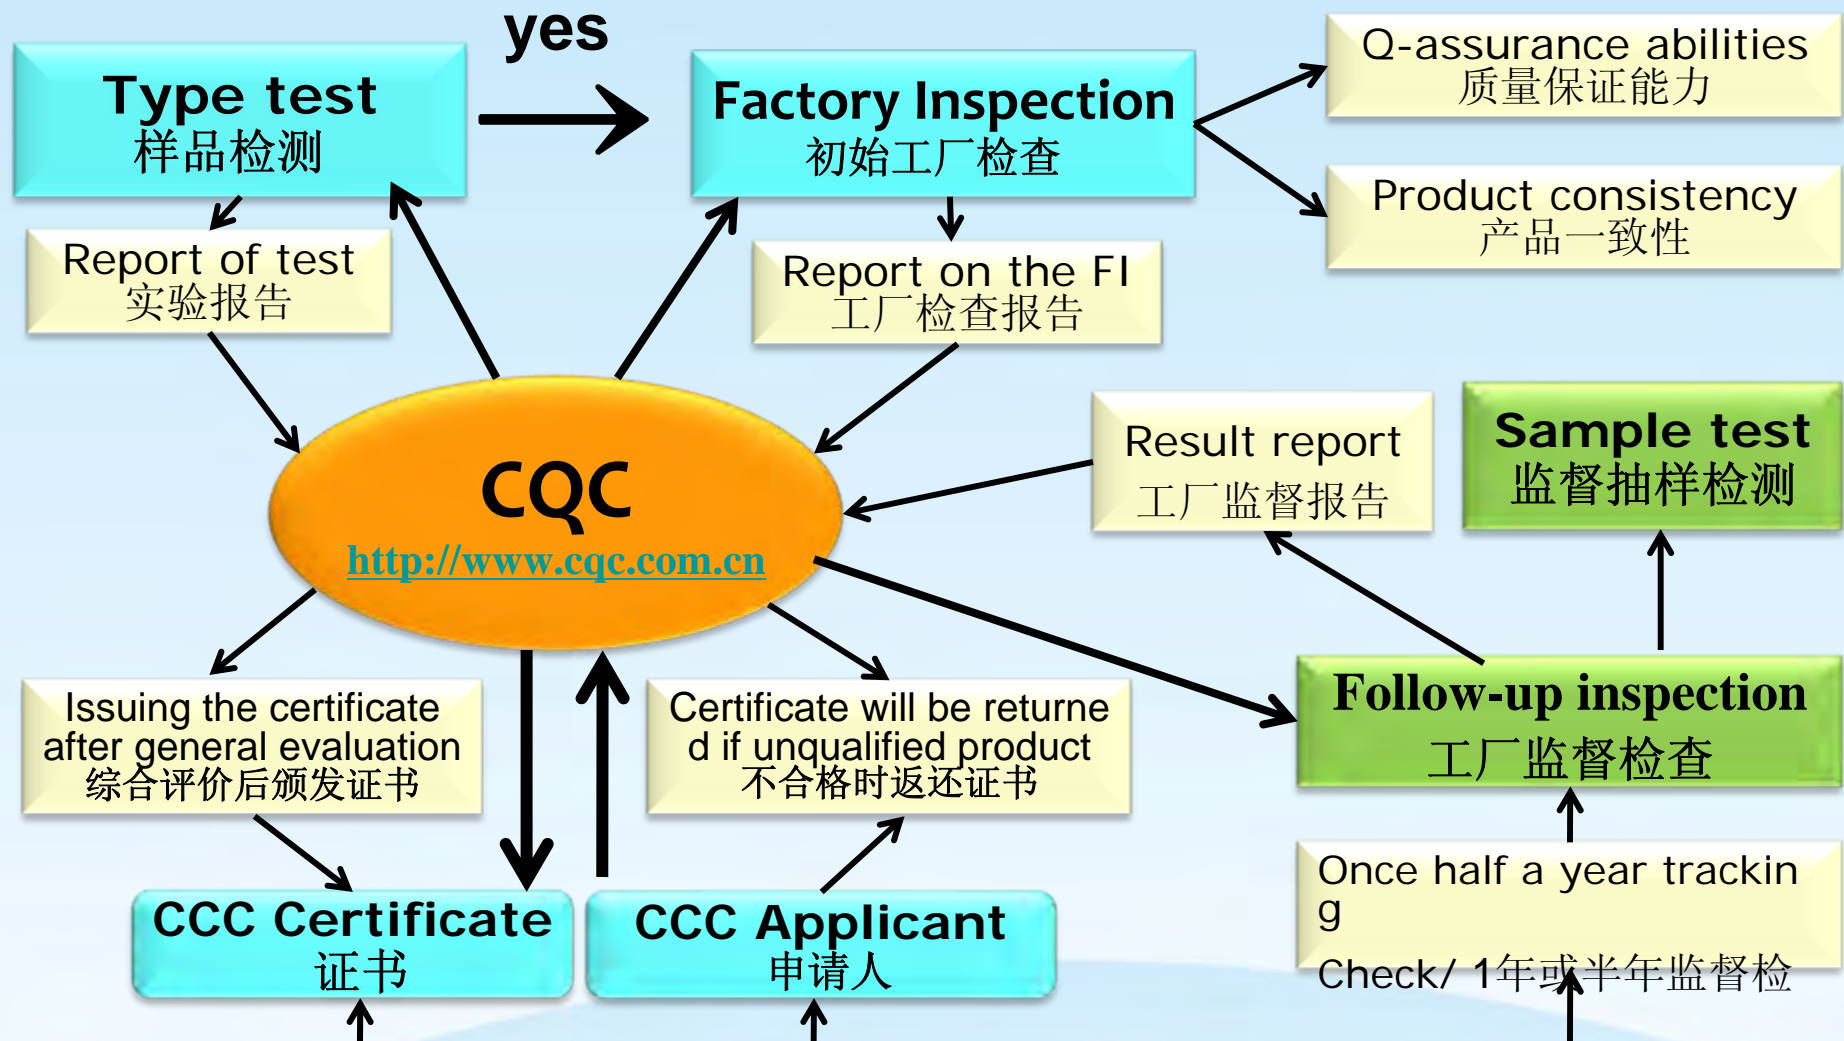 yes
Type test
样品检测
Factory Inspection
初始工厂检查
Q-assurance abilities
质量保证能力
Product consistency
产品一致性
Report of test
实验报告
Report on the FI
工厂检查报告
CQC
http://www.cqc.com.cn
Result report
工厂监督报告
Sample test
监督抽样检测
Follow-up inspection
工厂监督检查
Issuing the certificate
after general evaluation
综合评价后颁发证书
Certificate will be returne
d if unqualified product
不合格时返还证书
Once half a year trackin
g
Check/ 1年或半年监督检
CCC Certificate
证书
CCC Applicant
申请人